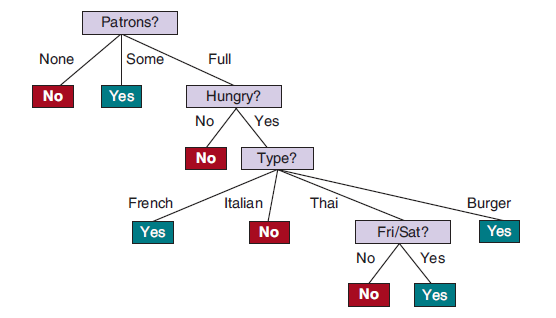 Patrons?
None Some Full
No Yes Hungry?
No Yes
No Type?
French Italian Thai Burger
Yes No Fri/Sat? Yes
No Yes
No Yes